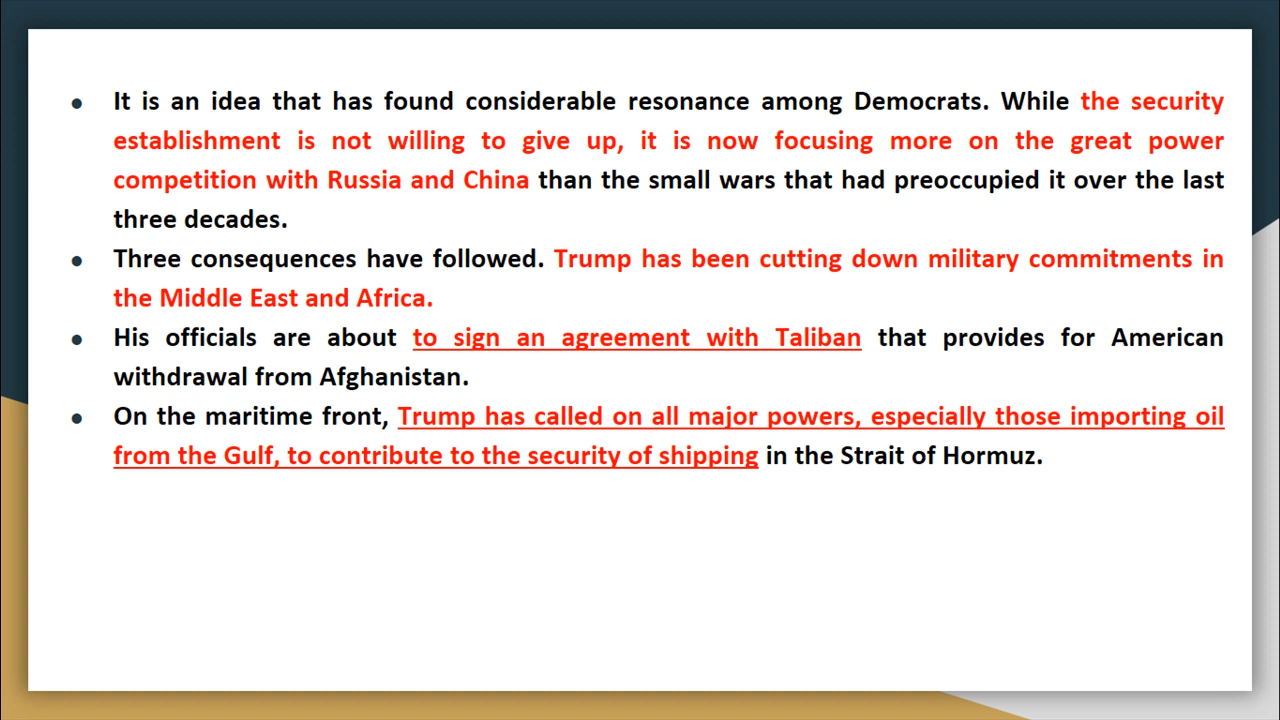 It is an idea that has found considerable resonance among Democrats. While the security
establishment is not willing to give up, it is now focusing more on the great power
competition with Russia and China than the small wars that had preoccupied it over the last
three decades.
Three consequences have followed. Trump has been cutting down military commitments in
the Middle East and Africa.
His officials are about to sign an agreement with Taliban that provides for American
withdrawal from Afghanistan.
On the maritime front, Trump has called on all major powers, especially those importing oil
from the Gulf, to contribute to the security of shipping in the Strait of Hormuz.